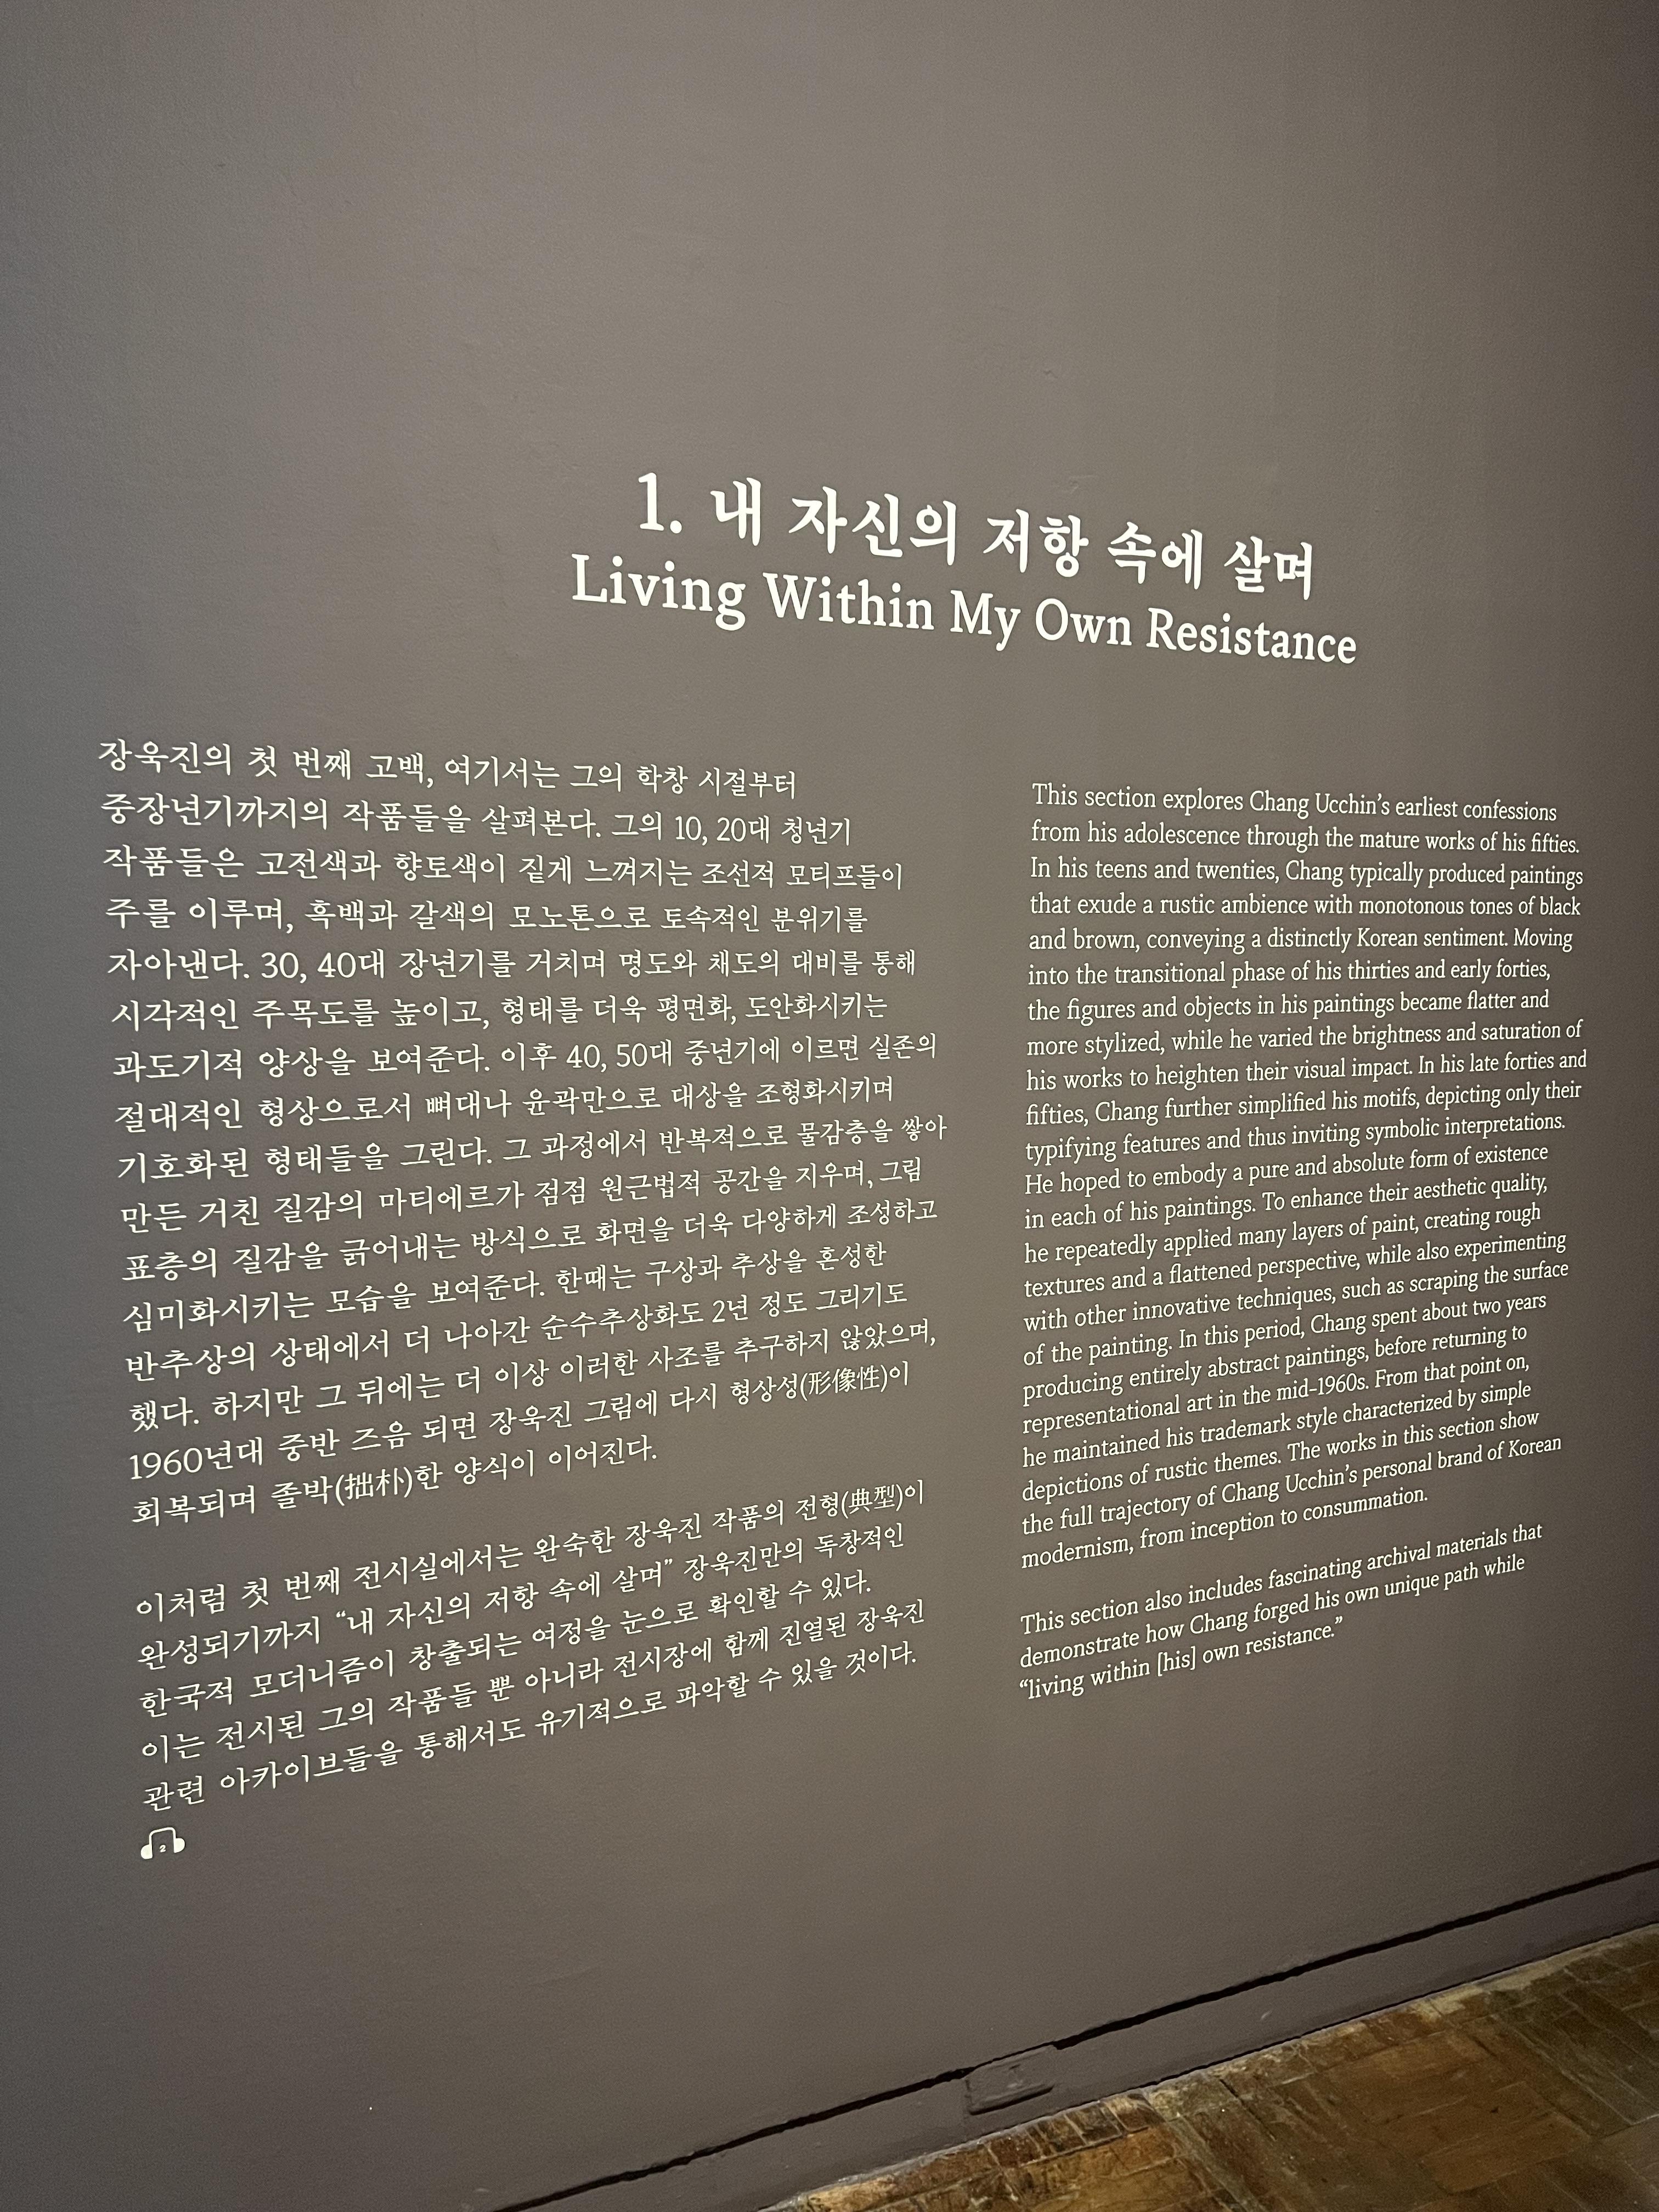 1. 내 자신의 저항 속에 살며
Living Within My Own Resistance
장욱진의 첫 번째 고백, 여기서는 그의 학창 시절부터
중장년기까지의 작품들을 살펴본다. 그의 10, 20대 청년기
작품들은 고전색과 향토색이 짙게 느껴지는 조선적 모티프들이
주를 이루며, 흑백과 갈색의 모노톤으로 토속적인 분위기를
자아낸다. 30, 40대 장년기를 거치며 명도와 채도의 대비를 통해
시각적인 주목도를 높이고, 형태를 더욱 평면화, 도안화시키는
과도기적 양상을 보여준다. 이후 40, 50대 중년기에 이르면 실존의
절대적인 형상으로서 뼈대나 윤곽만으로 대상을 조형화시키며
기호화된 형태들을 그린다. 그 과정에서 반복적으로 물감층을 쌓아
만든 거친 질감의 마티에르가 점점 원근법적 공간을 지우며, 그림
표층의 질감을 긁어내는 방식으로 화면을 더욱 다양하게 조성하고
심미화시키는 모습을 보여준다. 한때는 구상과 추상을 혼성한
반추상의 상태에서 더 나아간 순수추상화도 2년 정도 그리기도
했다. 하지만 그 뒤에는 더 이상 이러한 사조를 추구하지 않았으며,
1960년대 중반 즈음 되면 장욱진 그림에 다시 형상성(形像性)이
회복되며 졸박(拙朴)한 양식이 이어진다.
이처럼 첫 번째 전시실에서는 완숙한 장욱진 작품의 전형(典型)이
완성되기까지 “내 자신의 저항 속에 살며” 장욱진만의 독창적인
한국적 모더니즘이 창출되는 여정을 눈으로 확인할 수 있다.
이는 전시된 그의 작품들 뿐 아니라 전시장에 함께 진열된 장욱진
관련 아카이브들을 통해서도 유기적으로 파악할 수 있을 것이다.
2
This section explores Chang Ucchin’s earliest confessions
from his adolescence through the mature works of his fifties.
In his teens and twenties, Chang typically produced paintings
that exude a rustic ambience with monotonous tones of black
and brown, conveying a distinctly Korean sentiment. Moving
into the transitional phase of his thirties and early forties,
the figures and objects in his paintings became flatter and
more stylized, while he varied the brightness and saturation of
his works to heighten their visual impact. In his late forties and
fifties, Chang further simplified his motifs, depicting only their
typifying features and thus inviting symbolic interpretations.
He hoped to embody a pure and absolute form of existence
in each of his paintings. To enhance their aesthetic quality,
he repeatedly applied many layers of paint, creating rough
textures and a flattened perspective, while also experimenting
with other innovative techniques, such as scraping the surface
of the painting. In this period, Chang spent about two years
producing entirely abstract paintings, before returning to
representational art in the mid-1960s. From that point on,
he maintained his trademark style characterized by simple
depictions of rustic themes. The works in this section show
the full trajectory of Chang Ucchin’s personal brand of Korean
modernism, from inception to consummation.
This section also includes fascinating archival materials that
demonstrate how Chang forged his own unique path while
“living within [his] own resistance.”